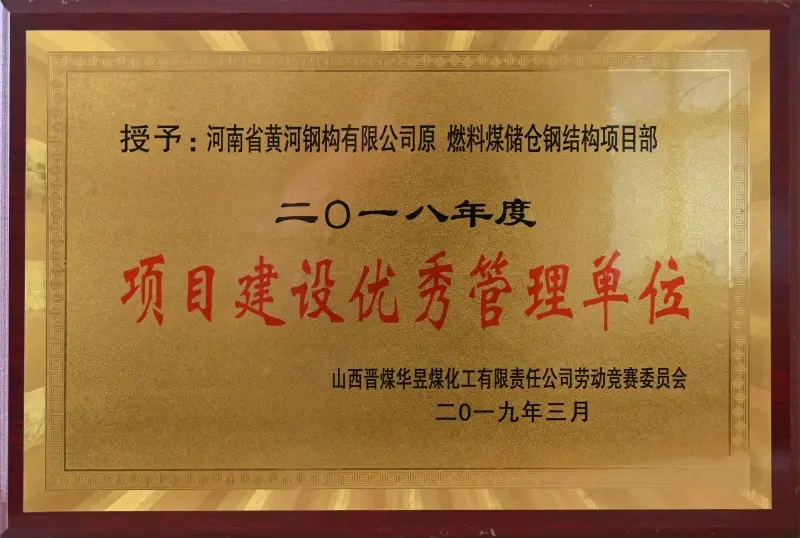 授予：河南省黄河钢构有限公司原 燃料煤储仓钢结构项目部
二〇一八年度
项目建设优秀管理单位
山西晋煤华昱煤化工有限责任公司劳动竞赛委员会
二〇一九年三月